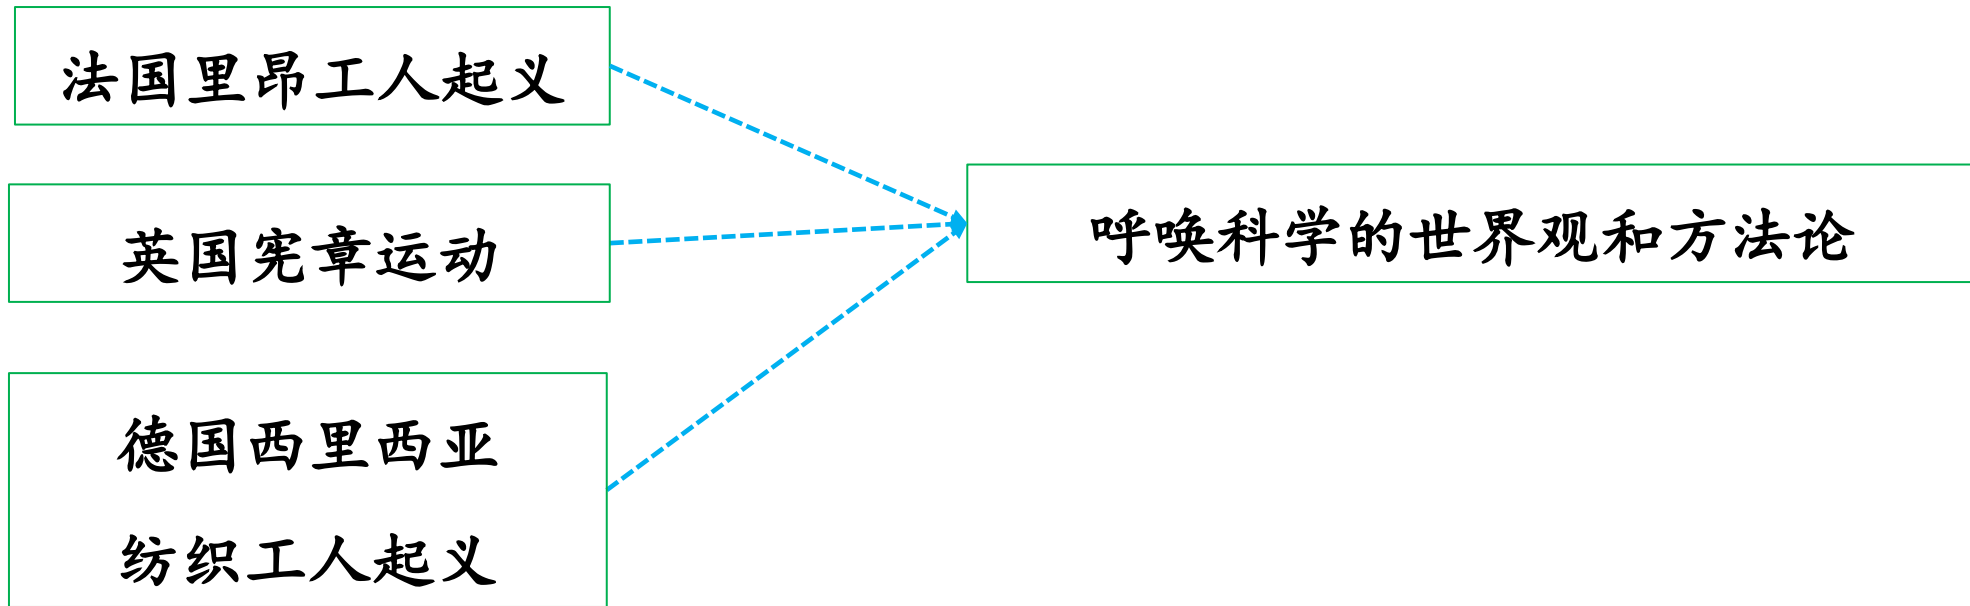 法国里昂工人起义
英国宪章运动
德国西里西亚
纺织工人起义
呼唤科学的世界观和方法论